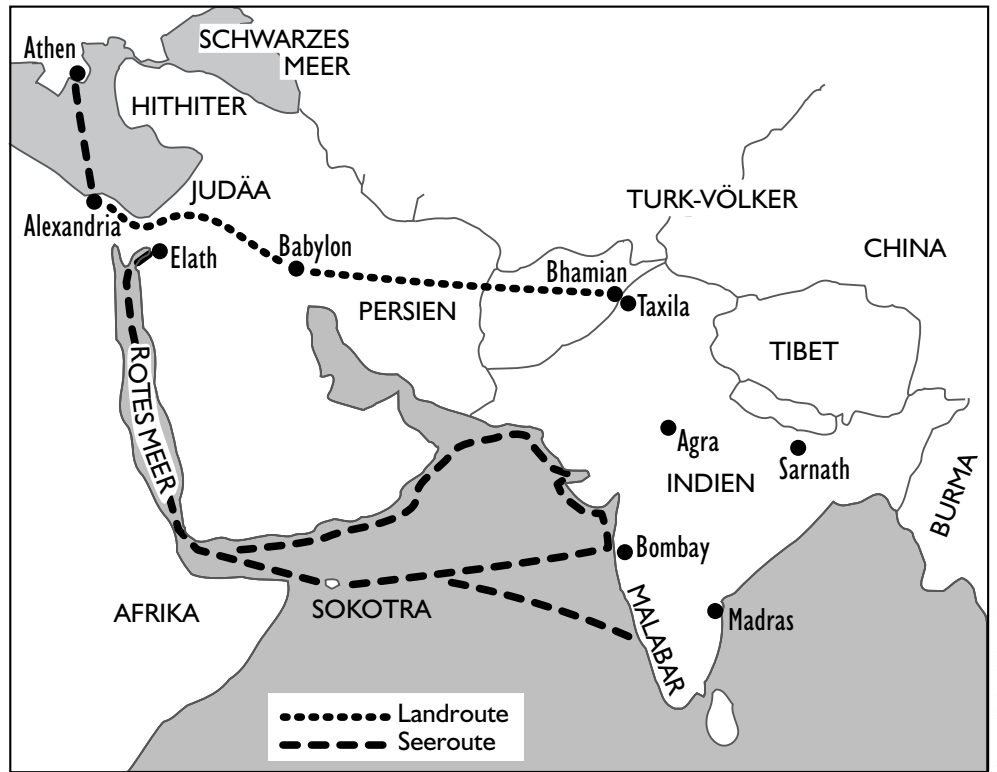 Athen
SCHWARZES
MEER
HITHITER
JUDÄA
TURK-VÖLKER
Alexandria
CHINA
Elath
Babylon
Bhamian
PERSIEN
Taxila
TIBET
ROTES MEER
Agra
Sarnath
INDIEN
BURMA
Bombay
AFRIKA
SOKOTRA
MALABAR
Madras
Landroute
Seeroute